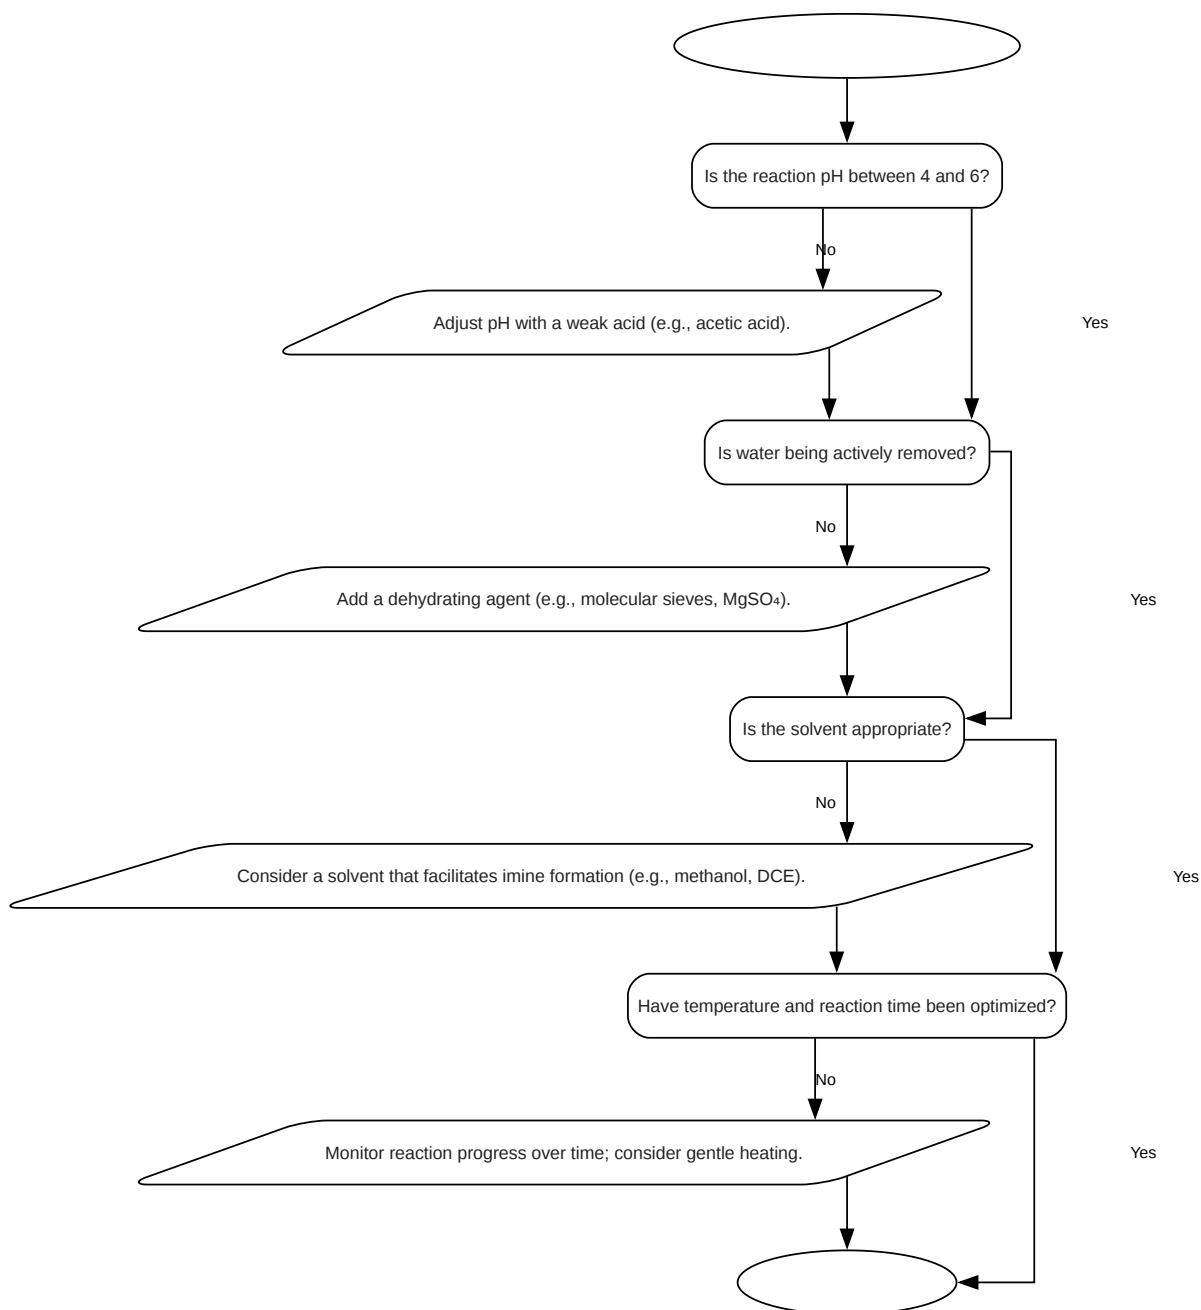 Is the reaction pH between 4 and 6?
No
Adjust pH with a weak acid (e.g., acetic acid).
Yes
Is water being actively removed?
No
Add a dehydrating agent (e.g., molecular sieves, MgSO₄).
Yes
Is the solvent appropriate?
No
Consider a solvent that facilitates imine formation (e.g., methanol, DCE).
Yes
Have temperature and reaction time been optimized?
No
Monitor reaction progress over time; consider gentle heating.
Yes